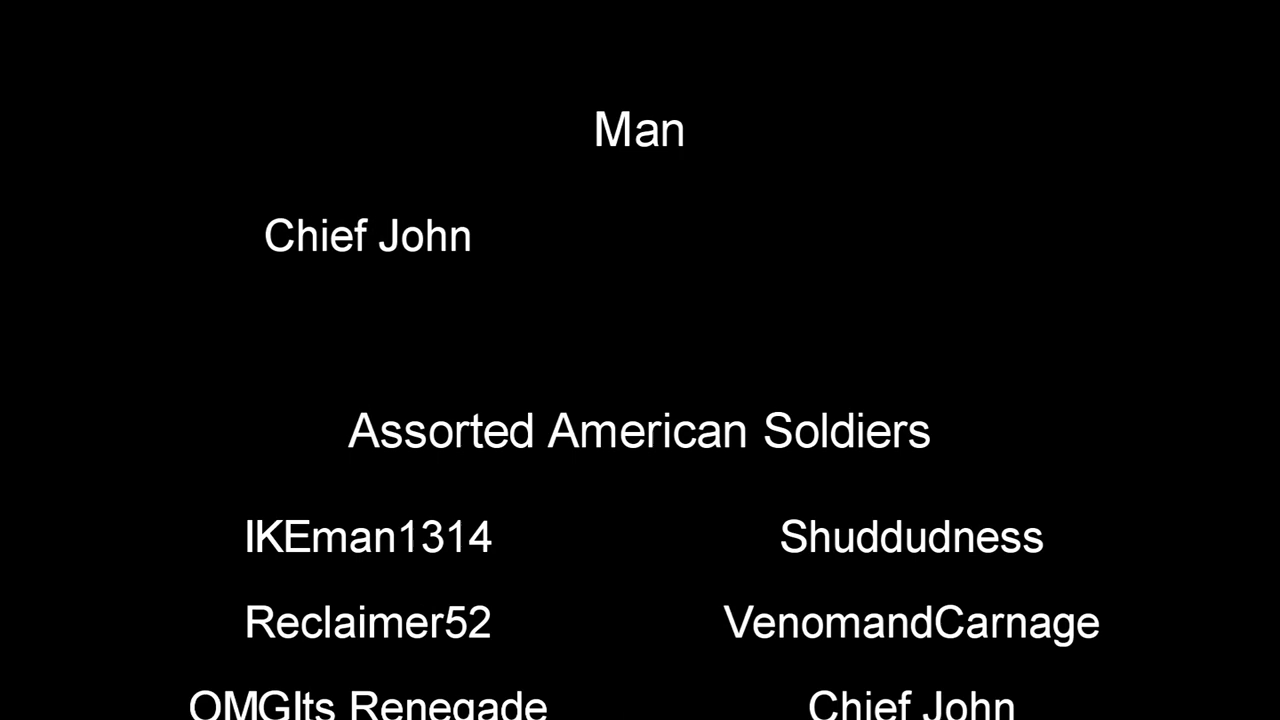 Man
Chief John
Assorted American Soldiers
IKEman1314 Shuddudness
Reclaimer52 VenomandCarnage
OMGIts Renegade Chief John